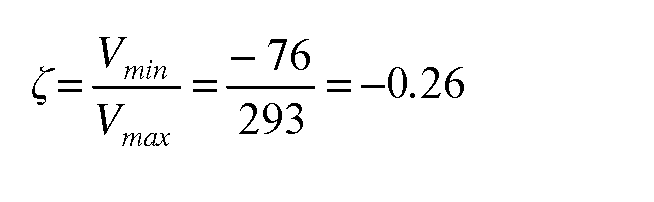 ζ = V_min / V_max = −76 / 293 = −0.26